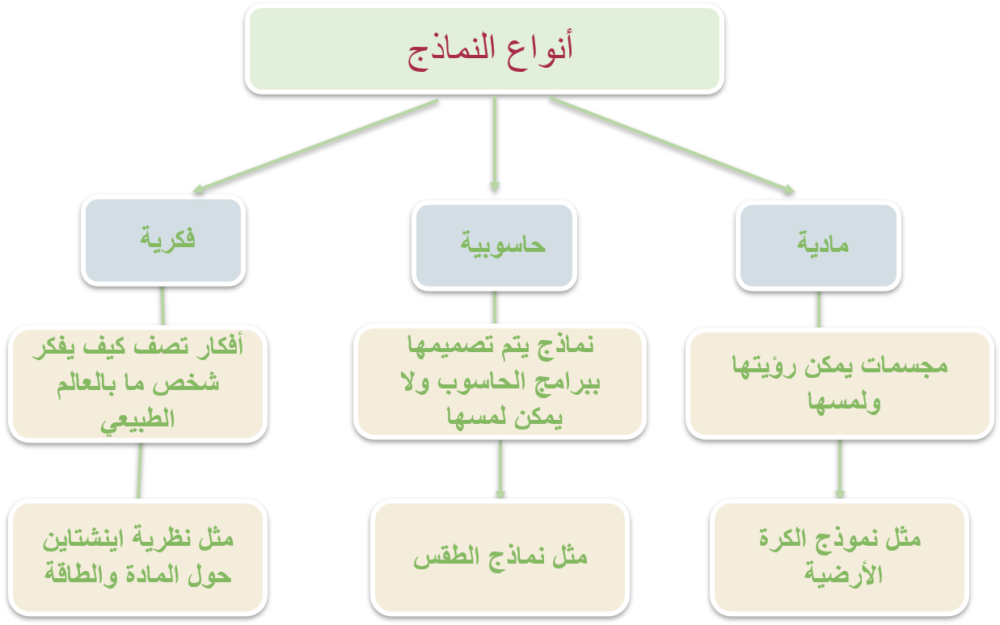 أنواع النماذج
مادية
حاسوبية
فكرية
مجسمات يمكن رؤيتها
ولمسها
نماذج يتم تصميمها
ببرامج الحاسوب ولا
يمكن لمسها
أفكار تصف كيف يفكر
شخص ما بالعالم
الطبيعي
مثل نموذج الكرة
الأرضية
مثل نماذج الطقس
مثل نظرية اينشتاين
حول المادة والطاقة